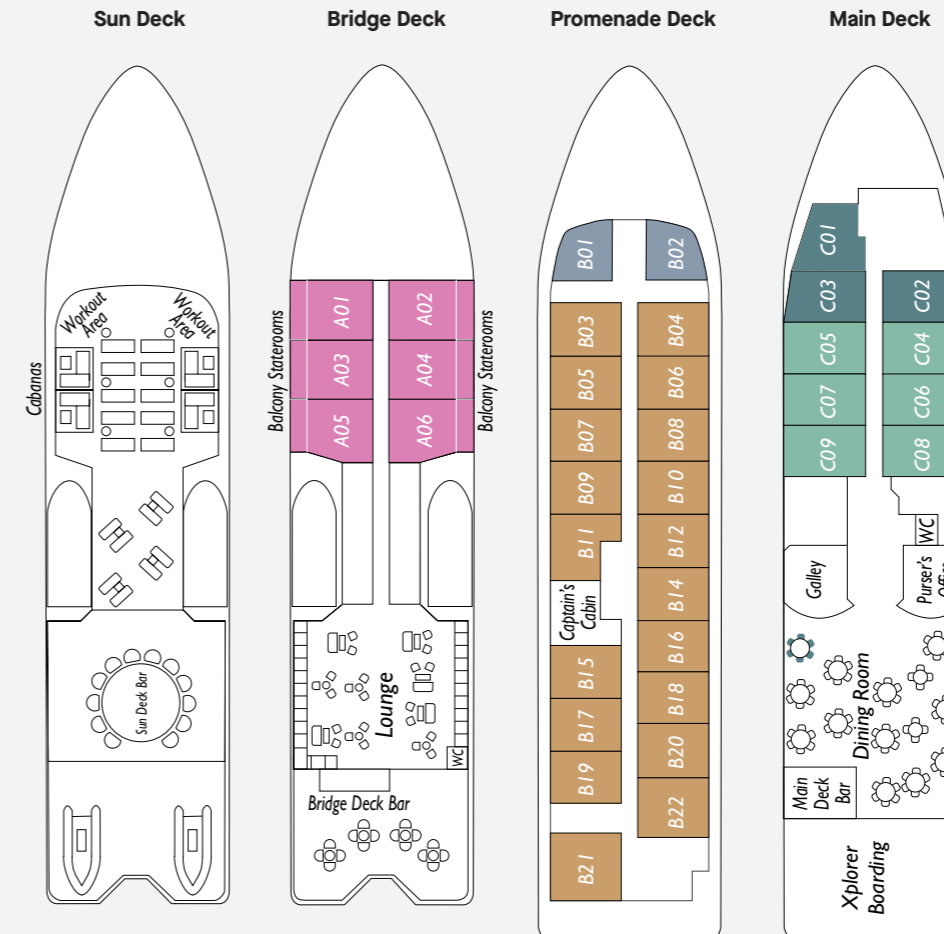 Sun Deck
Workout
Area
Workout
Area
Cabanas
Sun Deck Bar
Bridge Deck
Balcony Staterooms
A01
A02
A03
A04
A05
A06
Balcony Staterooms
Lounge
WC
Bridge Deck Bar
Promenade Deck
B01
B02
B03
B04
B05
B06
B07
B08
B09
B10
B11
B12
Captain's
Cabin
B14
B15
B16
B17
B18
B19
B20
B21
B22
Main Deck
C01
C03
C02
C05
C04
C07
C06
C09
C08
WC
Galley
Purser's
Dining Room
Main
Deck
Bar
Xplorer
Boarding